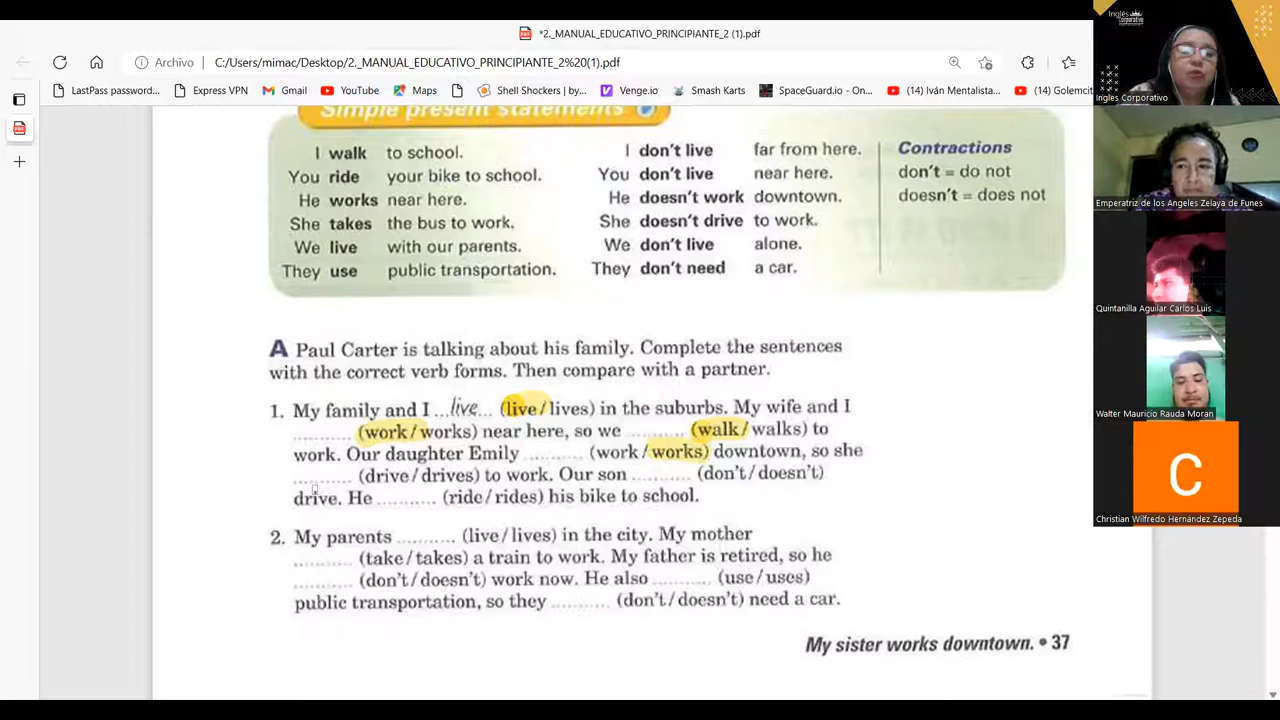 *2._MANUAL_EDUCATIVO_PRINCIPIANTE_2 (1).pdf
Archivo C:/Users/mimac/Desktop/2._MANUAL_EDUCATIVO_PRINCIPIANTE_2%20(1).pdf
LastPass password... Express VPN Gmail YouTube Maps Shell Shockers | by... Venge.io Smash Karts SpaceGuard.io - On... (14) Iván Mentalista... (14) Golemcit
Simple present statements
I walk to school. I don't live far from here. Contractions
You ride your bike to school. You don't live near here. don't = do not
He works near here. He doesn't work downtown. doesn't = does not
She takes the bus to work. She doesn't drive to work.
We live with our parents. We don't live alone.
They use public transportation. They don't need a car.
A Paul Carter is talking about his family. Complete the sentences
with the correct verb forms. Then compare with a partner.
1. My family and I ...live... (live / lives) in the suburbs. My wife and I
.......... (work / works) near here, so we .......... (walk / walks) to
work. Our daughter Emily .......... (work / works) downtown, so she
.......... (drive / drives) to work. Our son .......... (don't / doesn't)
drive. He .......... (ride / rides) his bike to school.
2. My parents .......... (live / lives) in the city. My mother
.......... (take / takes) a train to work. My father is retired, so he
.......... (don't / doesn't) work now. He also .......... (use / uses)
public transportation, so they .......... (don't / doesn't) need a car.
My sister works downtown. • 37
Inglés
Corporativo
Ingles Corporativo
Emperatriz de los Angeles Zelaya de Funes
Quintanilla Aguilar Carlos Luis
Walter Mauricio Rauda Moran
C
Christian Wilfredo Hernández Zepeda